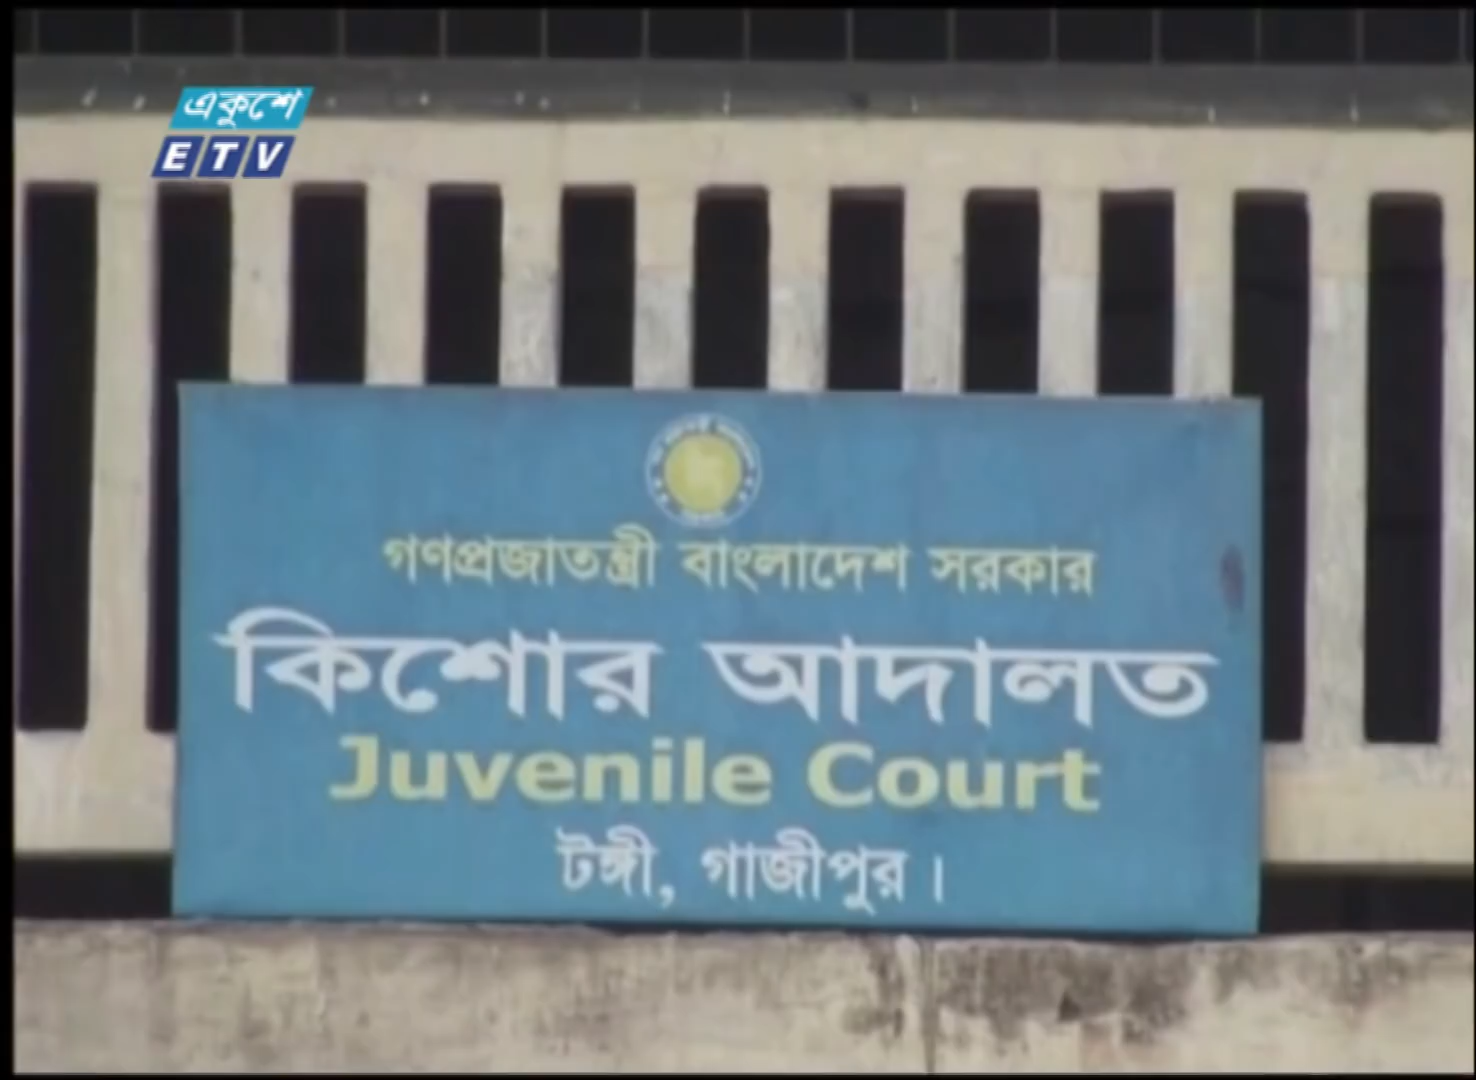 একুশে
ETV
গণপ্রজাতন্ত্রী বাংলাদেশ সরকার
কিশোর আদালত
Juvenile Court
টঙ্গী, গাজীপুর।